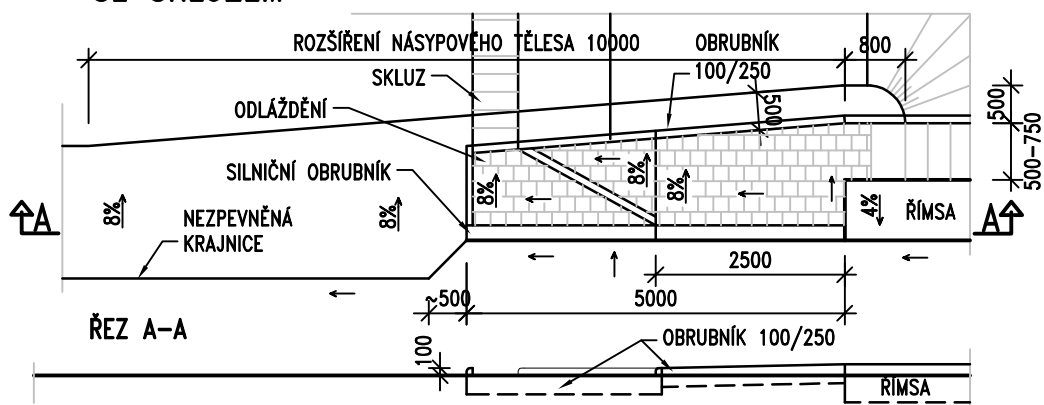 ROZŠÍŘENÍ NÁSYPOVÉHO TĚLESA 10000
OBRUBNÍK
100/250
800
SKLUZ
500
500
ODLÁŽDĚNÍ
500-750
SILNIČNÍ OBRUBNÍK
8%
8%
8%
8%
8%
4%
ŘÍMSA
A
A
NEZPEVNĚNÁ
KRAJNICE
2500
~500
5000
ŘEZ A-A
100
OBRUBNÍK 100/250
ŘÍMSA